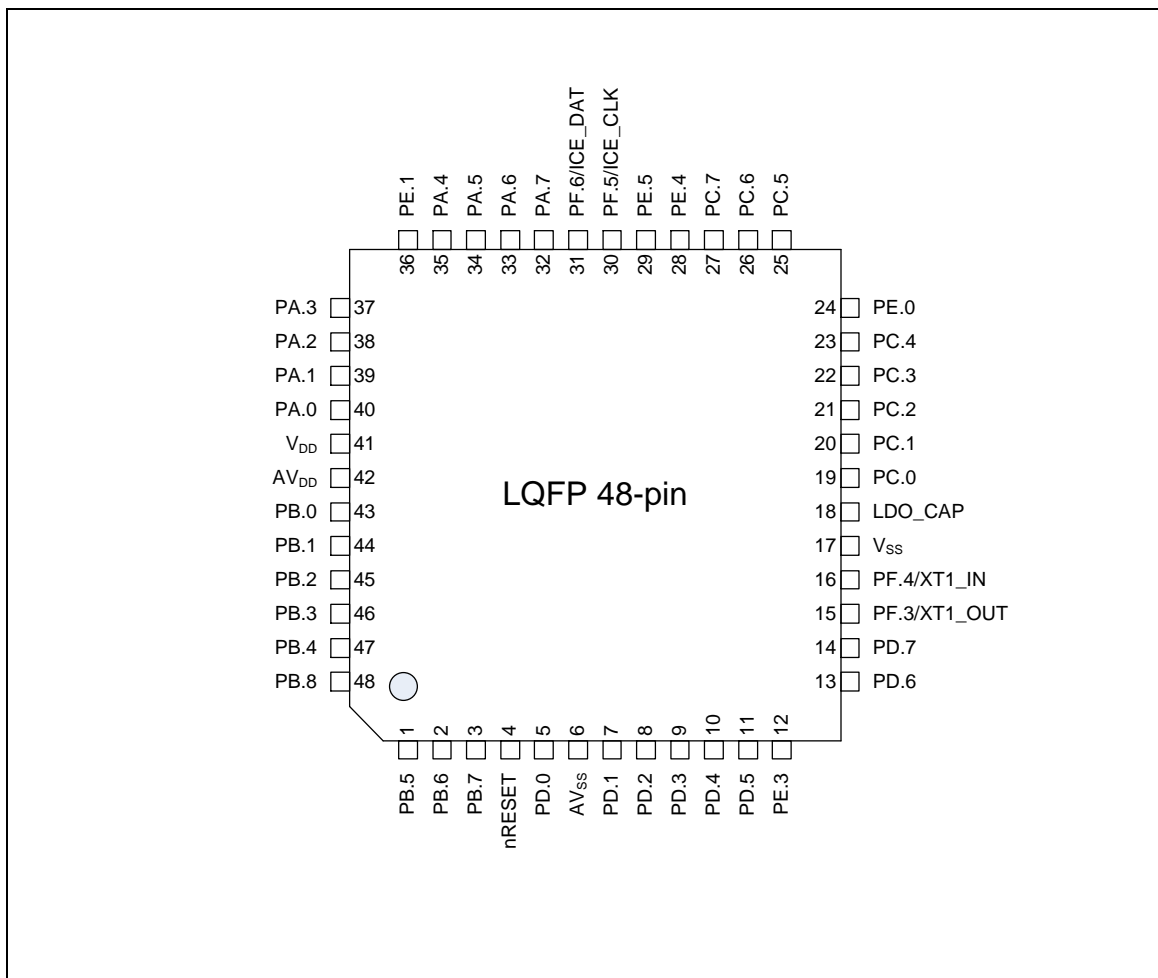 PE.1
PA.4
PA.5
PA.6
PA.7
PF.6/ICE_DAT
PF.5/ICE_CLK
PE.5
PE.4
PC.7
PC.6
PC.5
36
35
34
33
32
31
30
29
28
27
26
25
PA.3 37
PA.2 38
PA.1 39
PA.0 40
VDD 41
AVDD 42
PB.0 43
PB.1 44
PB.2 45
PB.3 46
PB.4 47
PB.8 48
LQFP 48-pin
24 PE.0
23 PC.4
22 PC.3
21 PC.2
20 PC.1
19 PC.0
18 LDO_CAP
17 VSS
16 PF.4/XT1_IN
15 PF.3/XT1_OUT
14 PD.7
13 PD.6
1
2
3
4
5
6
7
8
9
10
11
12
PB.5
PB.6
PB.7
nRESET
PD.0
AVSS
PD.1
PD.2
PD.3
PD.4
PD.5
PE.3